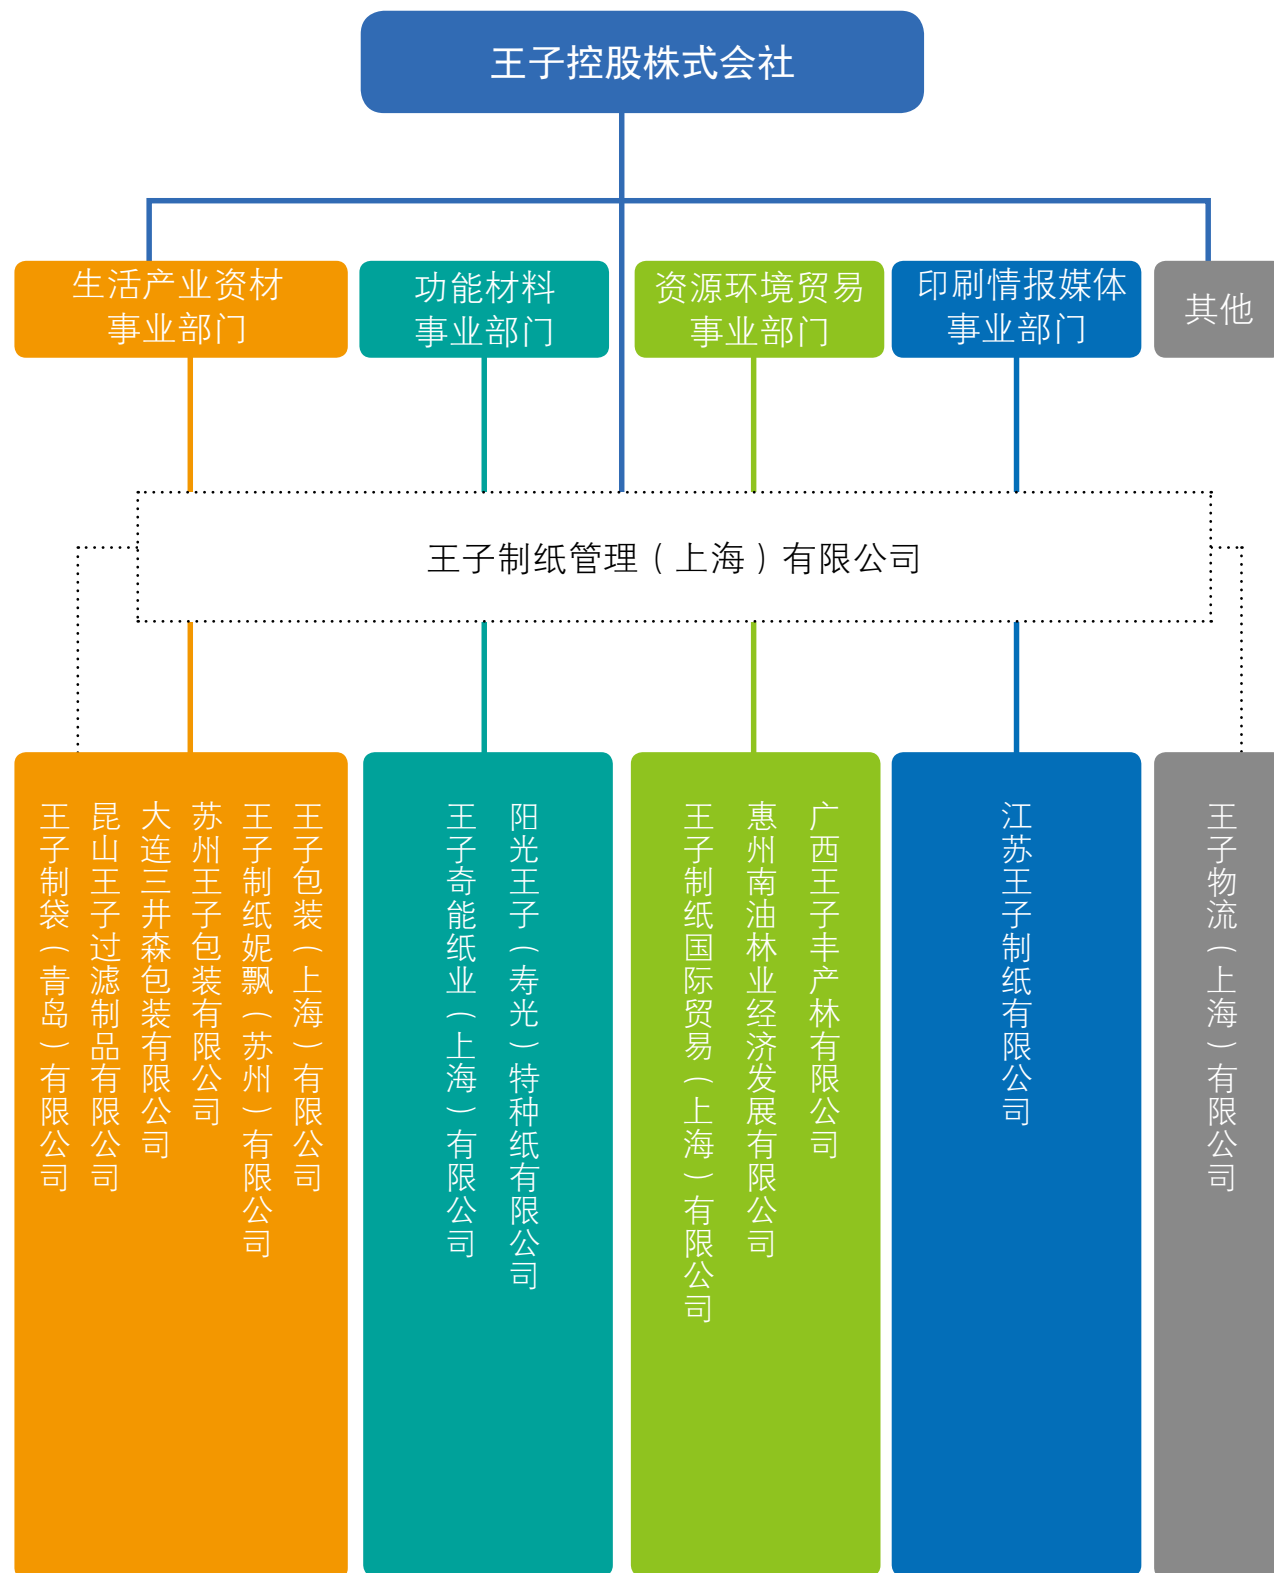 王子控股株式会社
生活产业资材
事业部门
功能材料
事业部门
资源环境贸易
事业部门
印刷情报媒体
事业部门
其他
王子制纸管理（上海）有限公司
王子包装（上海）有限公司
王子制纸妮飘（苏州）有限公司
苏州王子包装有限公司
大连三井森包装有限公司
昆山王子过滤制品有限公司
王子制袋（青岛）有限公司
阳光王子（寿光）特种纸有限公司
王子奇能纸业（上海）有限公司
广西王子丰产林有限公司
惠州南油林业经济发展有限公司
王子制纸国际贸易（上海）有限公司
江苏王子制纸有限公司
王子物流（上海）有限公司